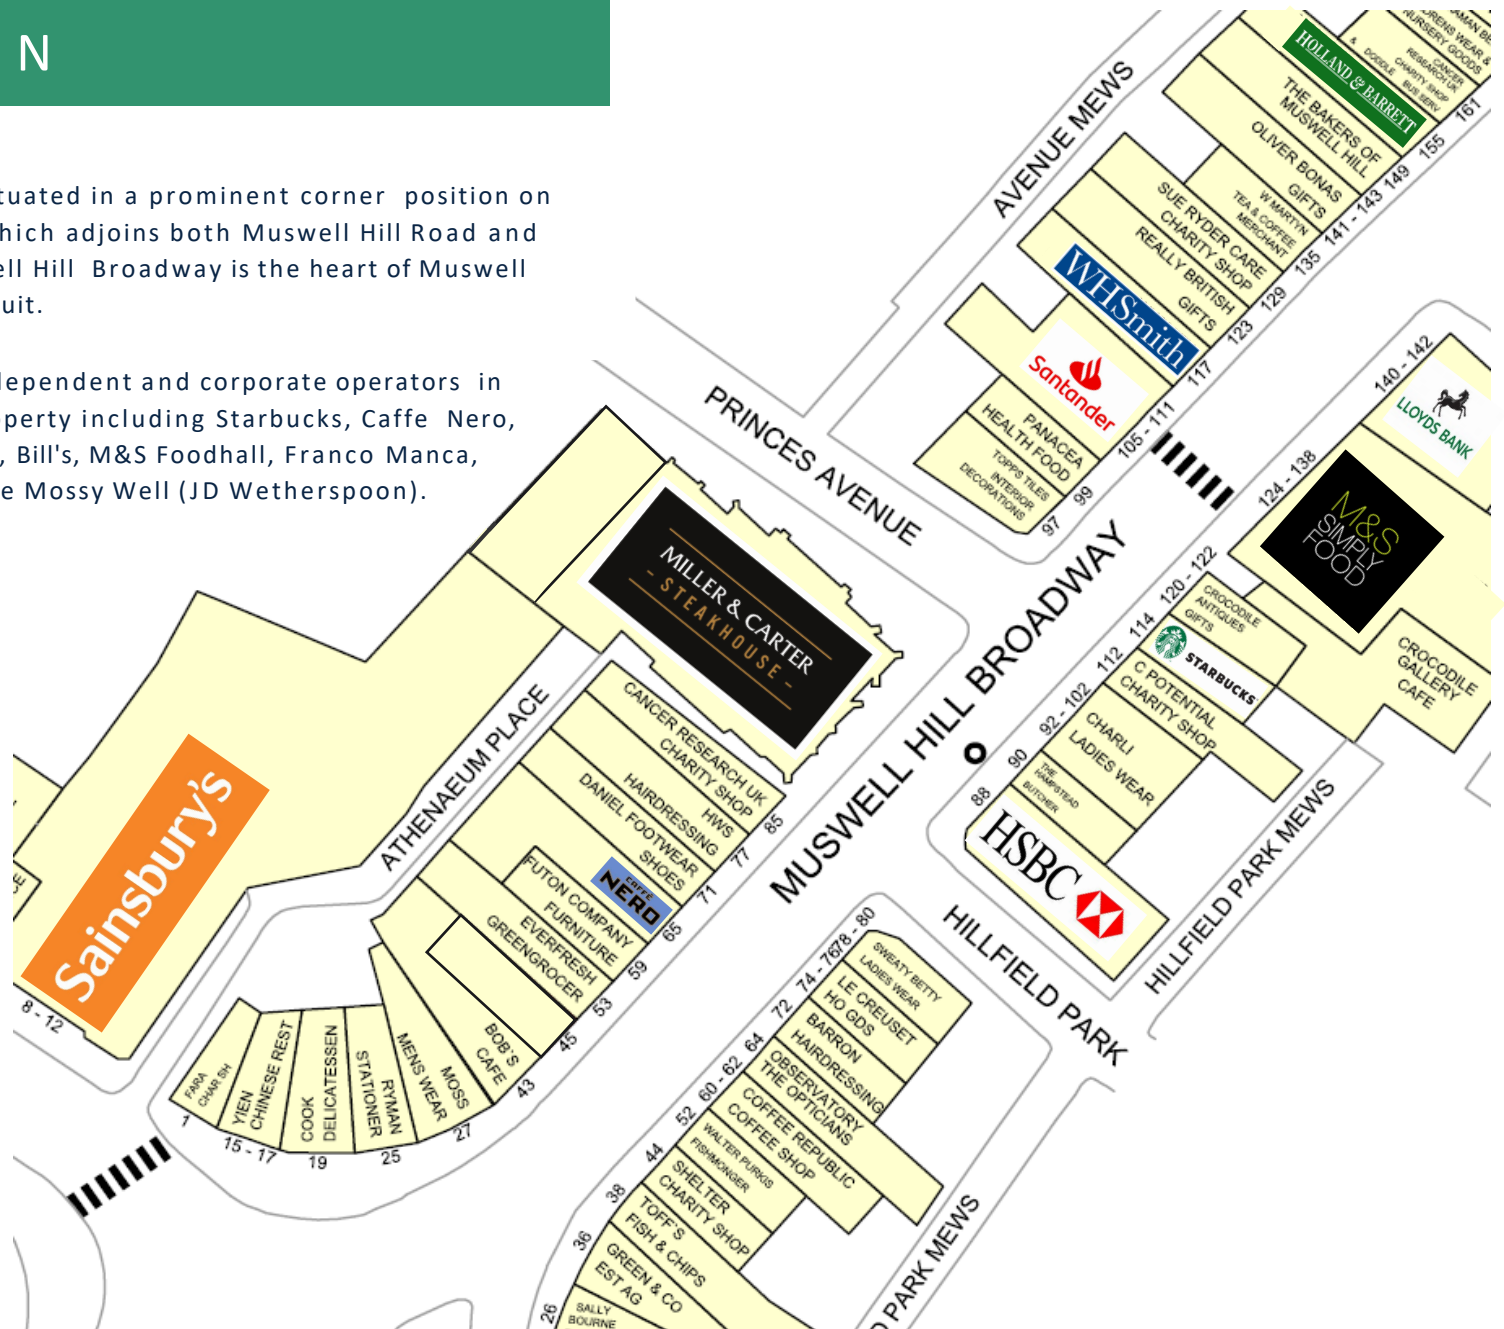 N
tuated in a prominent corner position on
hich adjoins both Muswell Hill Road and
ell Hill Broadway is the heart of Muswell
uit.
dependent and corporate operators in
perty including Starbucks, Caffe Nero,
, Bill's, M&S Foodhall, Franco Manca,
e Mossy Well (JD Wetherspoon).
AVENUE MEWS
PRINCES AVENUE
MUSWELL HILL BROADWAY
ATHENAEUM PLACE
HILLFIELD PARK
HILLFIELD PARK MEWS
PARK MEWS
NURSERY GOODS
CANCER
RESEARCH UK
CHARITY SHOP
& DODDLE
BUS SERV
161
HOLLAND & BARRETT
155
THE BAKERS OF
MUSWELL HILL
149
OLIVER BONAS
GIFTS
141 - 143
W MARTYN
TEA & COFFEE
MERCHANT
135
SUE RYDER CARE
CHARITY SHOP
129
REALLY BRITISH
GIFTS
123
WHSmith
117
Santander
105 - 111
PANACEA
HEALTH FOOD
99
TOPPS TILES
INTERIOR
DECORATIONS
97
140 - 142
LLOYDS BANK
124 - 138
M&S
SIMPLY
FOOD
120 - 122
CROCODILE
ANTIQUES
GIFTS
CROCODILE
GALLERY
CAFE
114
STARBUCKS
112
C POTENTIAL
CHARITY SHOP
92 - 102
CHARLI
LADIES WEAR
90
THE
HAMPSTEAD
BUTCHER
88
HSBC
MILLER & CARTER
- STEAKHOUSE -
CANCER RESEARCH UK
CHARITY SHOP
85
HWS
HAIRDRESSING
77
DANIEL FOOTWEAR
SHOES
71
CAFFÈ
NERO
65
FUTON COMPANY
FURNITURE
59
EVERFRESH
GREENGROCER
53
45
BOB'S
CAFE
43
MOSS
MENS WEAR
27
RYMAN
STATIONER
25
COOK
DELICATESSEN
19
YIEN
CHINESE REST
15 - 17
FARA
CHAR SH
1
Sainsbury's
8 - 12
78 - 80
SWEATY BETTY
LADIES WEAR
74 - 76
LE CREUSET
HO GDS
72
BARRON
HAIRDRESSING
64
OBSERVATORY
THE OPTICIANS
60 - 62
COFFEE REPUBLIC
COFFEE SHOP
52
WALTER PURKIS
FISHMONGER
44
SHELTER
CHARITY SHOP
38
TOFF'S
FISH & CHIPS
36
GREEN & CO
EST AG
26
SALLY
BOURNE